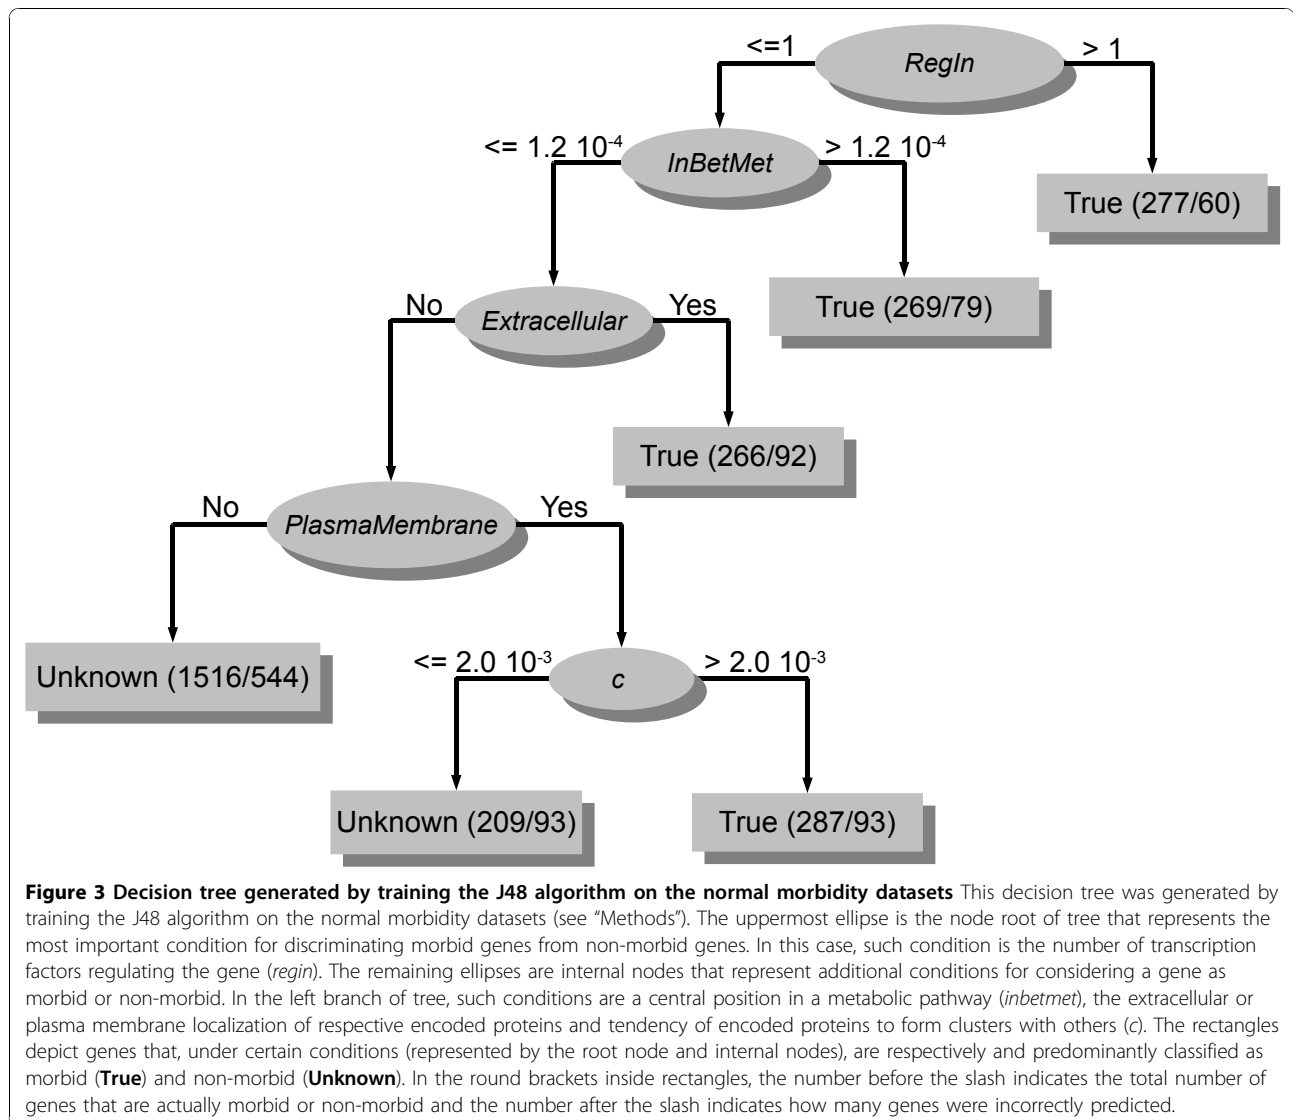 <=1
RegIn
> 1
<= 1.2 10-4
InBetMet
> 1.2 10-4
True (277/60)
No
Extracellular
Yes
True (269/79)
True (266/92)
No
PlasmaMembrane
Yes
Unknown (1516/544)
<= 2.0 10-3
c
> 2.0 10-3
Unknown (209/93)
True (287/93)
Figure 3 Decision tree generated by training the J48 algorithm on the normal morbidity datasets This decision tree was generated by
training the J48 algorithm on the normal morbidity datasets (see “Methods”). The uppermost ellipse is the node root of tree that represents the
most important condition for discriminating morbid genes from non-morbid genes. In this case, such condition is the number of transcription
factors regulating the gene (regin). The remaining ellipses are internal nodes that represent additional conditions for considering a gene as
morbid or non-morbid. In the left branch of tree, such conditions are a central position in a metabolic pathway (inbetmet), the extracellular or
plasma membrane localization of respective encoded proteins and tendency of encoded proteins to form clusters with others (c). The rectangles
depict genes that, under certain conditions (represented by the root node and internal nodes), are respectively and predominantly classified as
morbid (True) and non-morbid (Unknown). In the round brackets inside rectangles, the number before the slash indicates the total number of
genes that are actually morbid or non-morbid and the number after the slash indicates how many genes were incorrectly predicted.